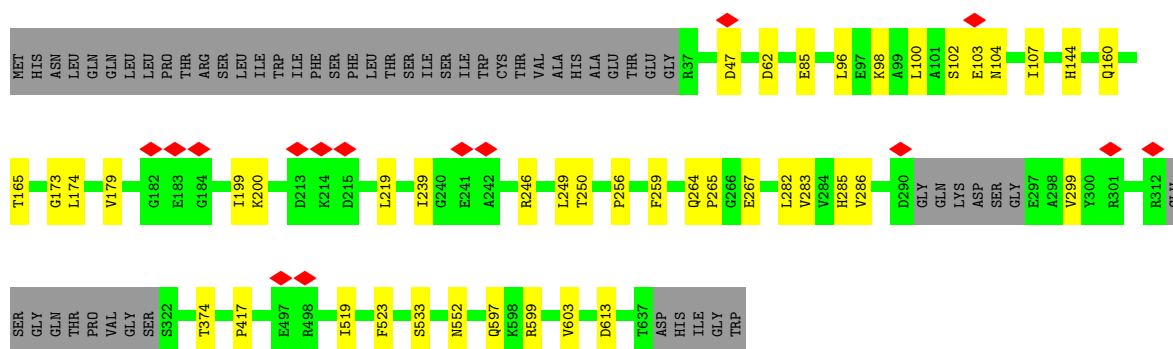 MET HIS ASN LEU GLN GLN LEU LEU PRO THR ARG SER LEU ILE TRP ILE PHE SER PHE LEU THR SER ILE SER ILE TRP CYS THR VAL ALA HIS ALA GLU THR GLU GLY R37 D47 D62 E85 L96 E97 K98 A99 L100 A101 S102 E103 N104 I107 H144 Q160
T165 G173 L174 V179 G182 E183 G184 I199 K200 D213 K214 D215 L219 I239 G240 E241 A242 R246 L249 T250 P256 F259 Q264 P265 G266 E267 L282 V283 V284 H285 V286 D290 GLY GLN LYS ASP SER GLY E297 A298 V299 Y300 R301 R312
SER GLY GLN THR PRO VAL GLY SER S322 T374 P417 E497 R498 I519 F523 S533 N552 Q597 K598 R599 V603 D613 T637 ASP HIS ILE GLY TRP